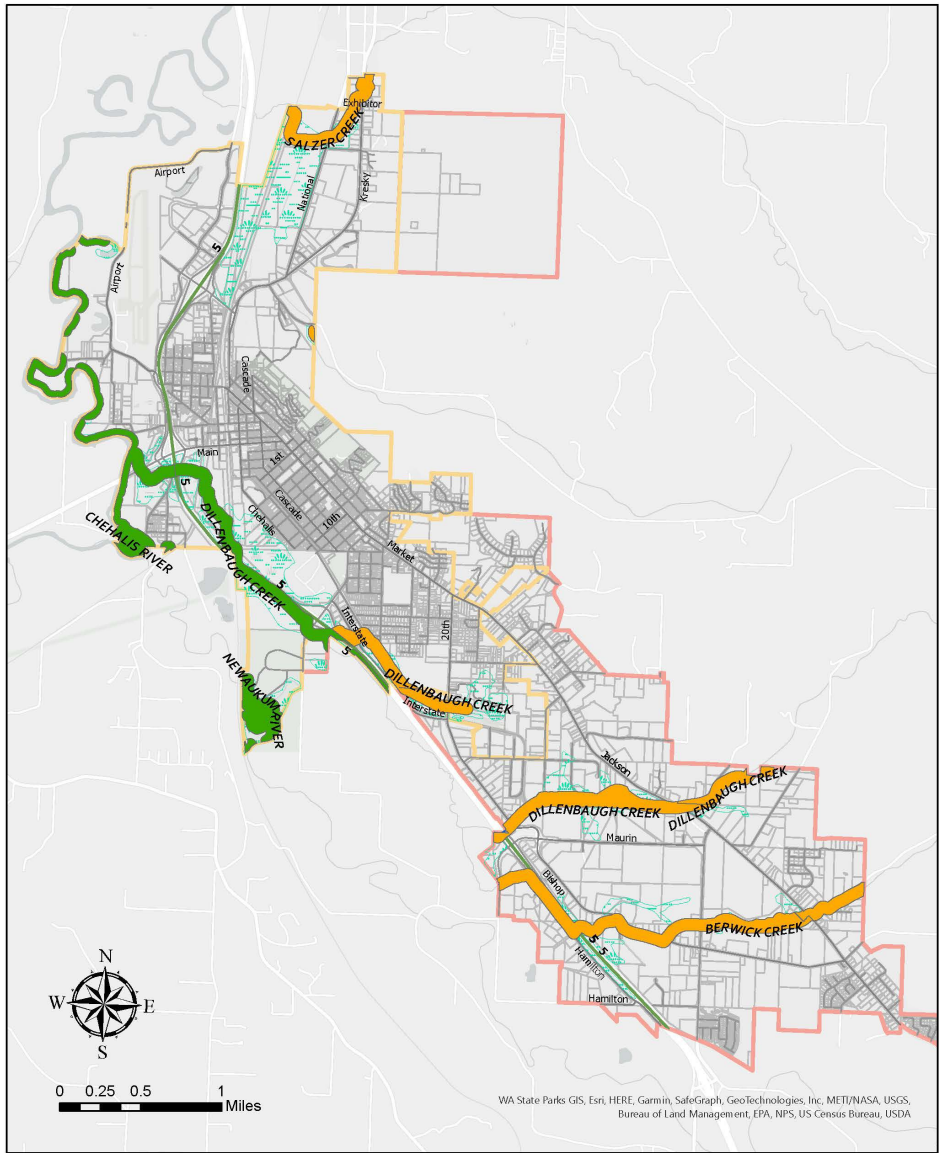 Exhibitor
SALZER CREEK
Airport
National
Kresky
5
Airport
Cascade
Main
1st
5
Cascade
10th
Chehalis
DILLENBAUGH CREEK
CHEHALIS RIVER
Market
5
Interstate
20th
5
NEWAUKUM RIVER
DILLENBAUGH CREEK
Interstate
Jackson
DILLENBAUGH CREEK
DILLENBAUGH CREEK
Maurin
Bishop
BERWICK CREEK
5
5
Hamilton
Hamilton
N
W
E
S
0 0.25 0.5 1
Miles
WA State Parks GIS, Esri, HERE, Garmin, SafeGraph, GeoTechnologies, Inc, METI/NASA, USGS,
Bureau of Land Management, EPA, NPS, US Census Bureau, USDA